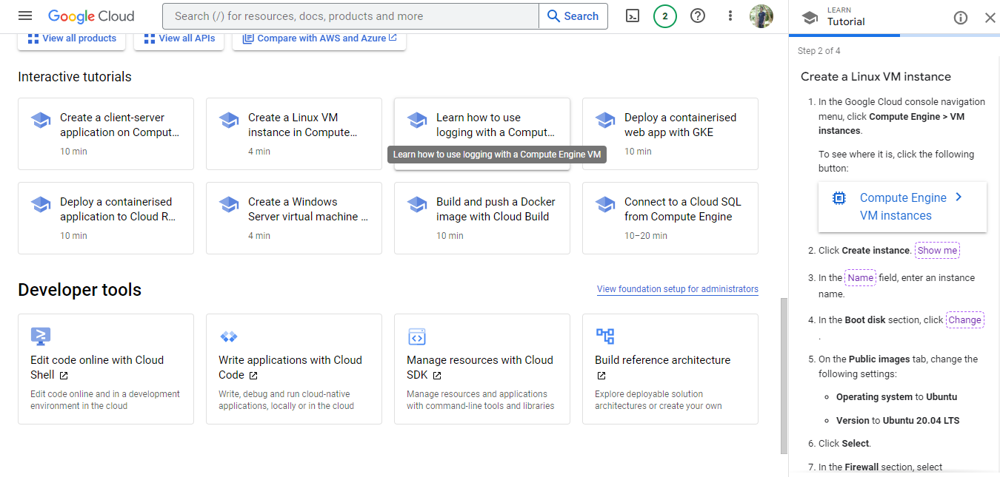 Google Cloud
Search (/) for resources, docs, products and more
Search
2
LEARN
Tutorial
View all products
View all APIs
Compare with AWS and Azure
Interactive tutorials
Create a client-server
application on Comput...
10 min
Create a Linux VM
instance in Compute...
4 min
Learn how to use
logging with a Comput...
Learn how to use logging with a Compute Engine VM
Deploy a containerised
web app with GKE
10 min
Deploy a containerised
application to Cloud R...
10 min
Create a Windows
Server virtual machine ...
4 min
Build and push a Docker
image with Cloud Build
10 min
Connect to a Cloud SQL
from Compute Engine
10–20 min
Developer tools
View foundation setup for administrators
Edit code online with Cloud
Shell
Edit code online and in a development
environment in the cloud
Write applications with Cloud
Code
Write, debug and run cloud-native
applications, locally or in the cloud
Manage resources with Cloud
SDK
Manage resources and applications
with command-line tools and libraries
Build reference architecture
Explore deployable solution
architectures or create your own
Step 2 of 4
Create a Linux VM instance
1. In the Google Cloud console navigation
menu, click Compute Engine > VM
instances.
To see where it is, click the following
button:
Compute Engine
VM instances
2. Click Create instance. Show me
3. In the Name field, enter an instance
name.
4. In the Boot disk section, click Change
.
5. On the Public images tab, change the
following settings:
Operating system to Ubuntu
Version to Ubuntu 20.04 LTS
6. Click Select.
7. In the Firewall section, select